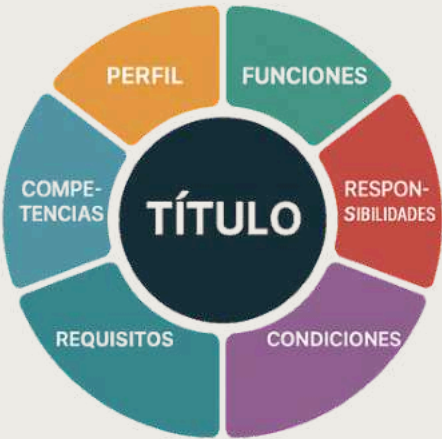 PERFIL
FUNCIONES
COMPE-
TENCIAS
TÍTULO
RESPON-
SIBILIDADES
REQUISITOS
CONDICIONES